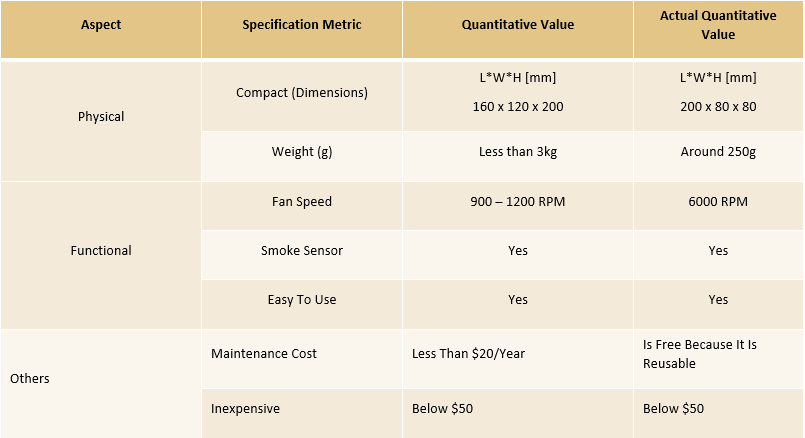 Aspect
Specification Metric
Quantitative Value
Actual Quantitative
Value
Physical
Compact (Dimensions)
L*W*H [mm]
160 x 120 x 200
L*W*H [mm]
200 x 80 x 80
Weight (g)
Less than 3kg
Around 250g
Functional
Fan Speed
900 – 1200 RPM
6000 RPM
Smoke Sensor
Yes
Yes
Easy To Use
Yes
Yes
Others
Maintenance Cost
Less Than $20/Year
Is Free Because It Is
Reusable
Inexpensive
Below $50
Below $50